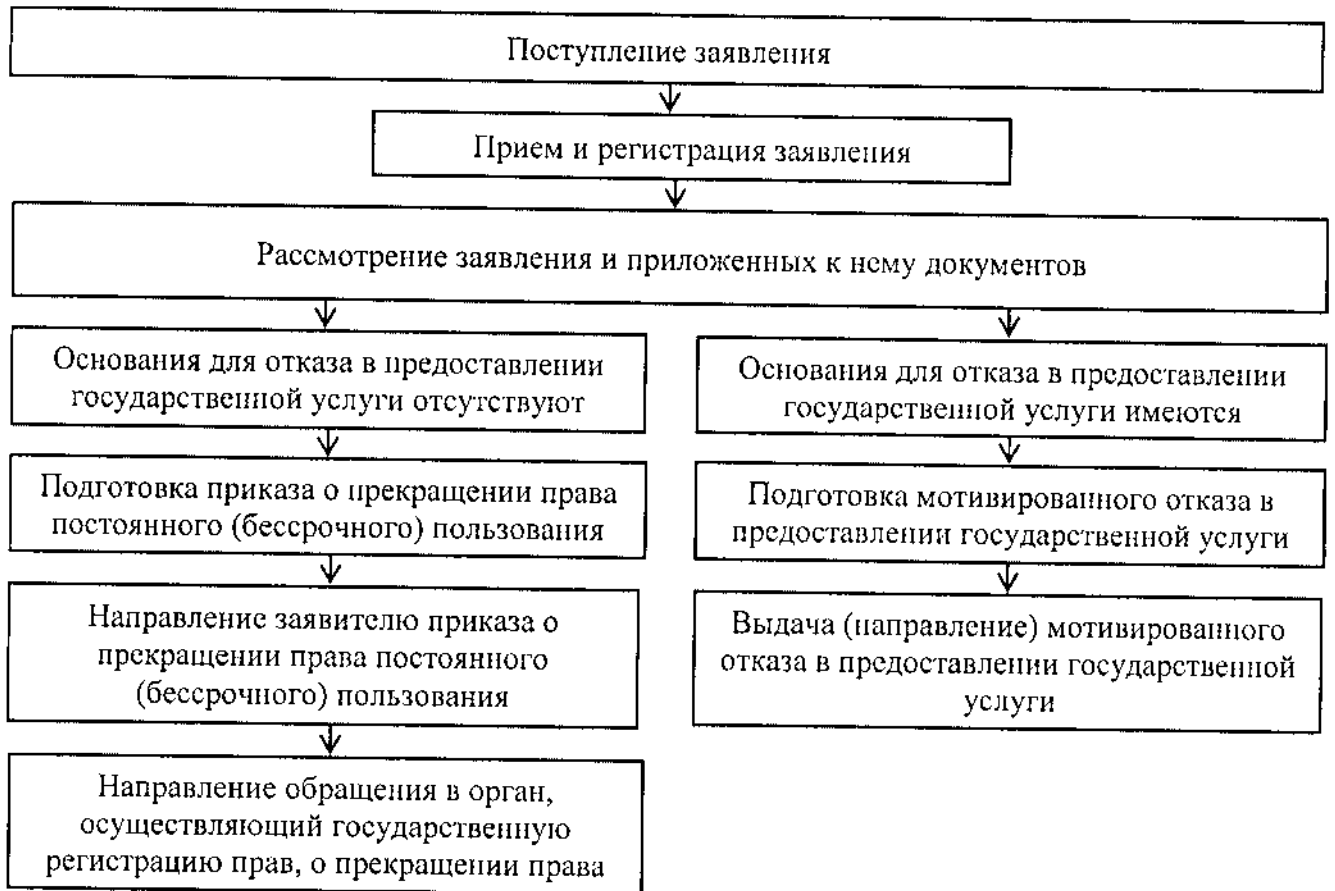 Поступление заявления
Прием и регистрация заявления
Рассмотрение заявления и приложенных к нему документов
Основания для отказа в предоставлении
государственной услуги отсутствуют
Основания для отказа в предоставлении
государственной услуги имеются
Подготовка приказа о прекращении права
постоянного (бессрочного) пользования
Подготовка мотивированного отказа в
предоставлении государственной услуги
Направление заявителю приказа о
прекращении права постоянного
(бессрочного) пользования
Выдача (направление) мотивированного
отказа в предоставлении государственной
услуги
Направление обращения в орган,
осуществляющий государственную
регистрацию прав, о прекращении права